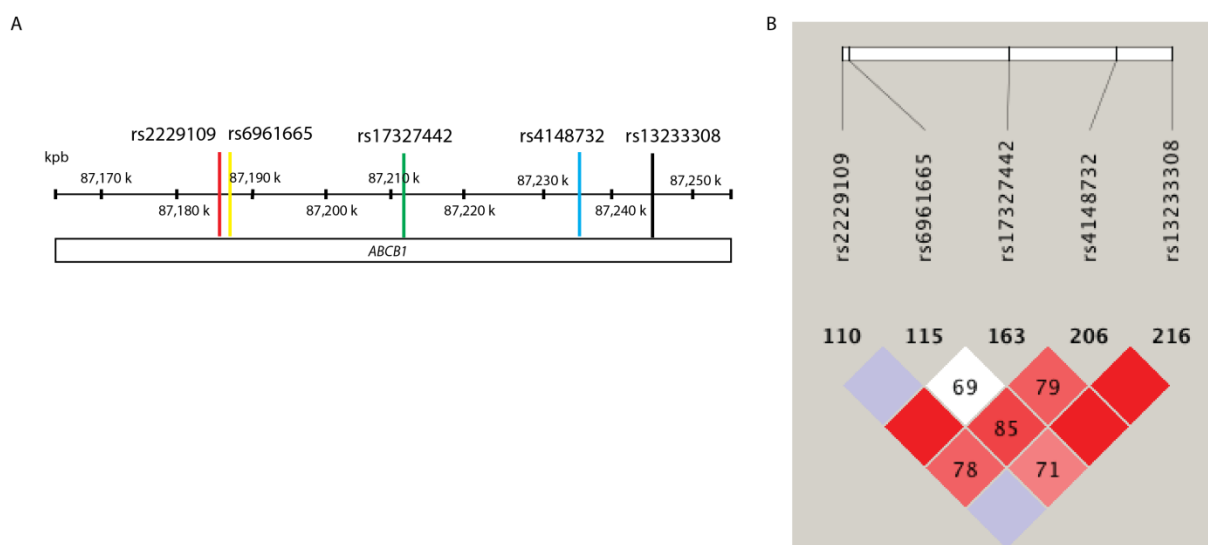 A
rs2229109 rs6961665 rs17327442 rs4148732 rs13233308
kpb
87,170 k 87,190 k 87,210 k 87,230 k 87,250 k
87,180 k 87,200 k 87,220 k 87,240 k
ABCB1
B
rs2229109
rs6961665
rs17327442
rs4148732
rs13233308
110 115 163 206 216
69 79
85
78 71